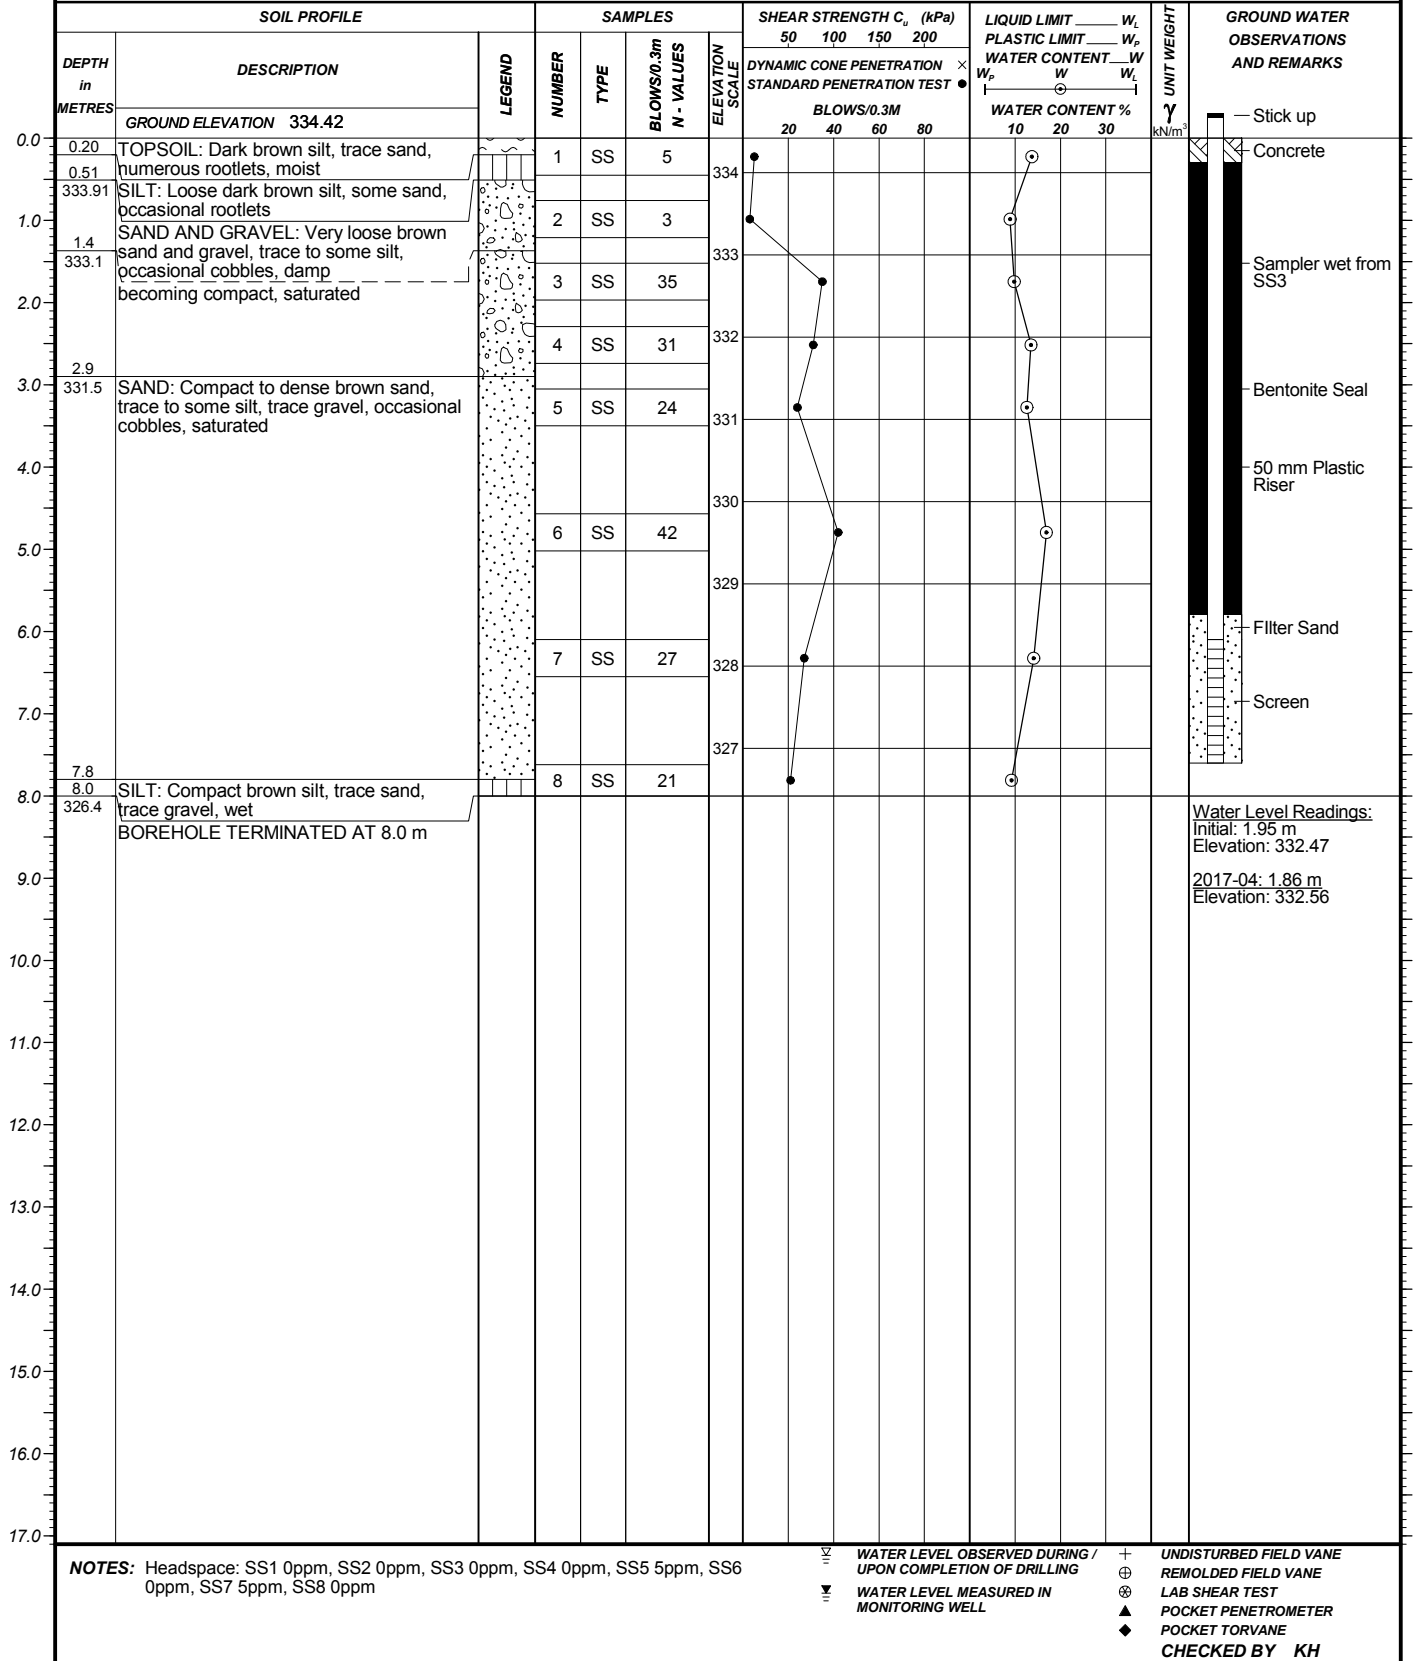 SOIL PROFILE
SAMPLES
SHEAR STRENGTH Cu (kPa)
50 100 150 200
DYNAMIC CONE PENETRATION ×
STANDARD PENETRATION TEST ●
BLOWS/0.3M
20 40 60 80
LIQUID LIMIT _____ WL
PLASTIC LIMIT ____ WP
WATER CONTENT__W
WP W WL
WATER CONTENT %
10 20 30
UNIT WEIGHT
γ
kN/m³
GROUND WATER
OBSERVATIONS
AND REMARKS
DEPTH
in
METRES
DESCRIPTION
GROUND ELEVATION 334.42
LEGEND
NUMBER
TYPE
BLOWS/0.3m
N - VALUES
ELEVATION
SCALE
0.0
1.0
2.0
3.0
4.0
5.0
6.0
7.0
8.0
9.0
10.0
11.0
12.0
13.0
14.0
15.0
16.0
17.0
0.20
TOPSOIL: Dark brown silt, trace sand,
numerous rootlets, moist
0.51
333.91
SILT: Loose dark brown silt, some sand,
occasional rootlets
SAND AND GRAVEL: Very loose brown
sand and gravel, trace to some silt,
occasional cobbles, damp
1.4
333.1
becoming compact, saturated
2.9
331.5
SAND: Compact to dense brown sand,
trace to some silt, trace gravel, occasional
cobbles, saturated
7.8
8.0
326.4
SILT: Compact brown silt, trace sand,
trace gravel, wet
BOREHOLE TERMINATED AT 8.0 m
1 SS 5
2 SS 3
3 SS 35
4 SS 31
5 SS 24
6 SS 42
7 SS 27
8 SS 21
334
333
332
331
330
329
328
327
Stick up
Concrete
Sampler wet from
SS3
Bentonite Seal
50 mm Plastic
Riser
FIlter Sand
Screen
Water Level Readings:
Initial: 1.95 m
Elevation: 332.47
2017-04: 1.86 m
Elevation: 332.56
NOTES: Headspace: SS1 0ppm, SS2 0ppm, SS3 0ppm, SS4 0ppm, SS5 5ppm, SS6
0ppm, SS7 5ppm, SS8 0ppm
WATER LEVEL OBSERVED DURING /
UPON COMPLETION OF DRILLING
WATER LEVEL MEASURED IN
MONITORING WELL
UNDISTURBED FIELD VANE
REMOLDED FIELD VANE
LAB SHEAR TEST
POCKET PENETROMETER
POCKET TORVANE
CHECKED BY KH